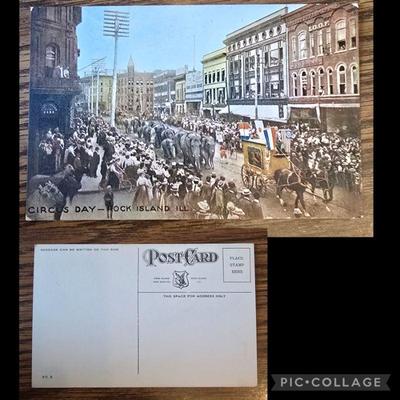 I.O.O.F.
CIRCUS DAY — ROCK ISLAND ILL.
MESSAGE CAN BE WRITTEN ON THIS SIDE
POST CARD
PLACE
STAMP
HERE
THIS SPACE FOR ADDRESS ONLY
PIC•COLLAGE